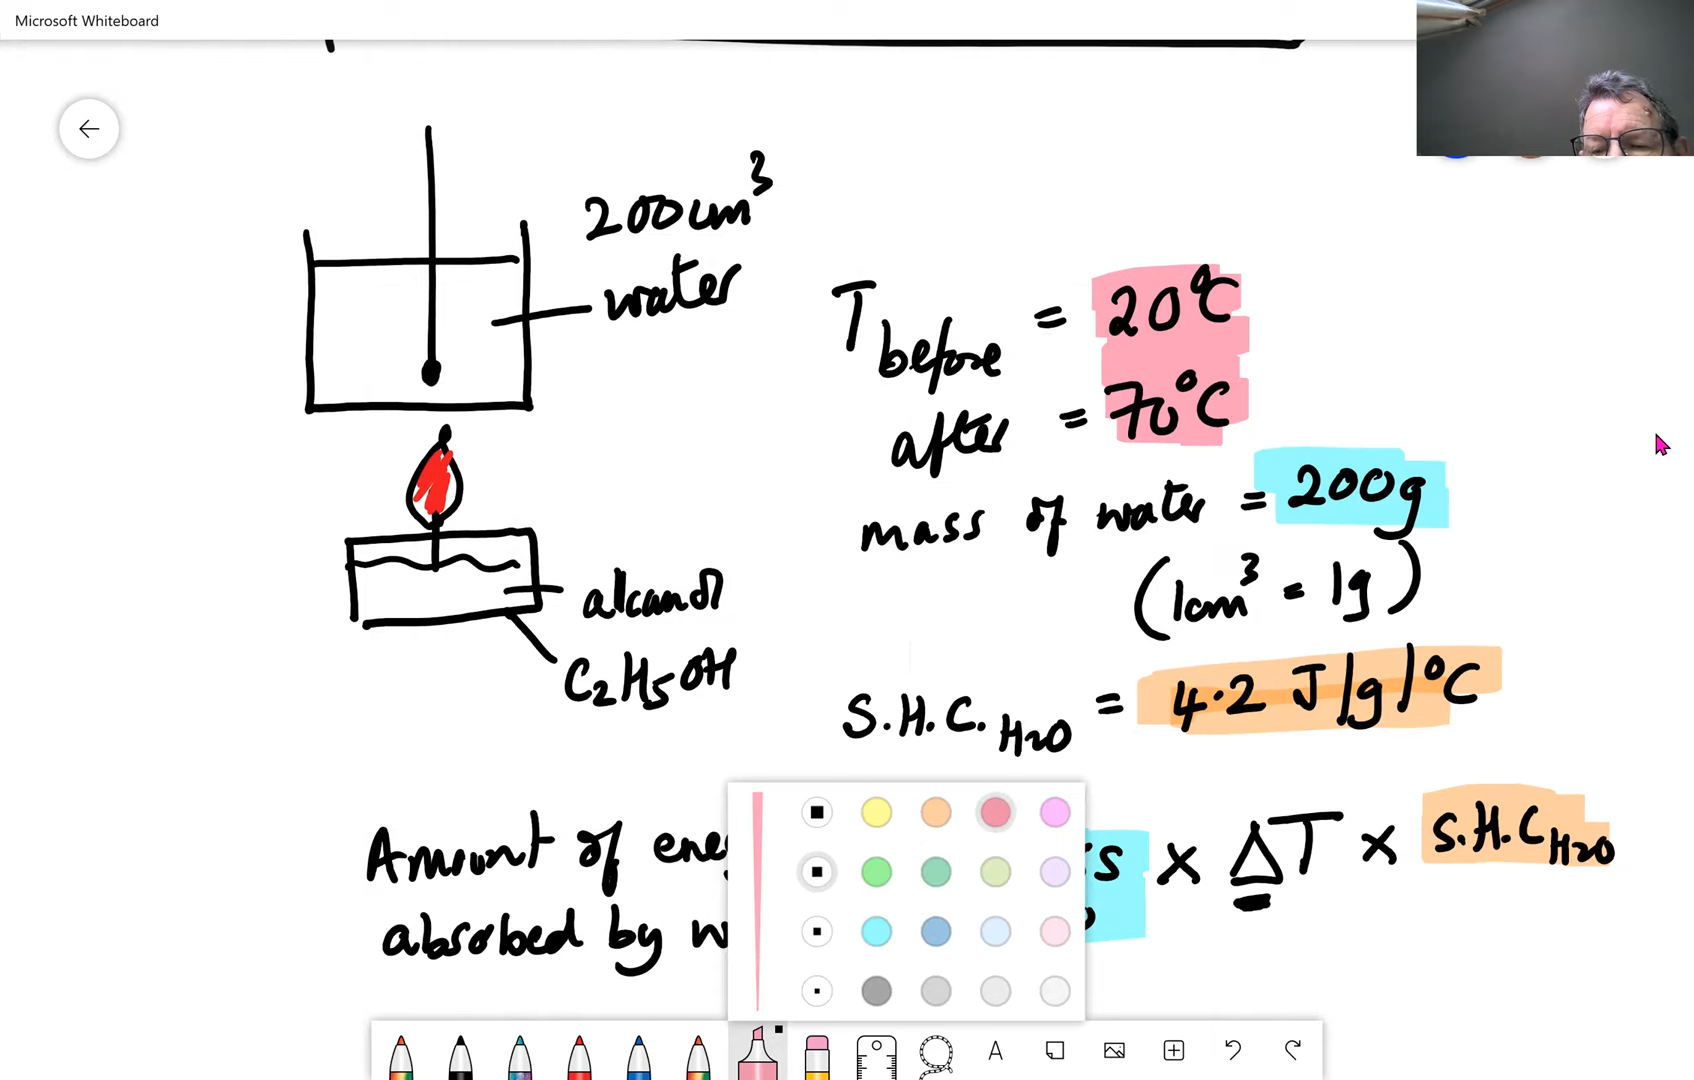 Microsoft Whiteboard
200cm³
water
T before = 20°C
after = 70°C
mass of water = 200g
(1cm³ = 1g)
alcanol
C₂H₅OH
S.H.C. H₂O = 4.2 J/g/°C
Amount of ene s × ΔT × S.H.C H₂O
absorbed by w
A